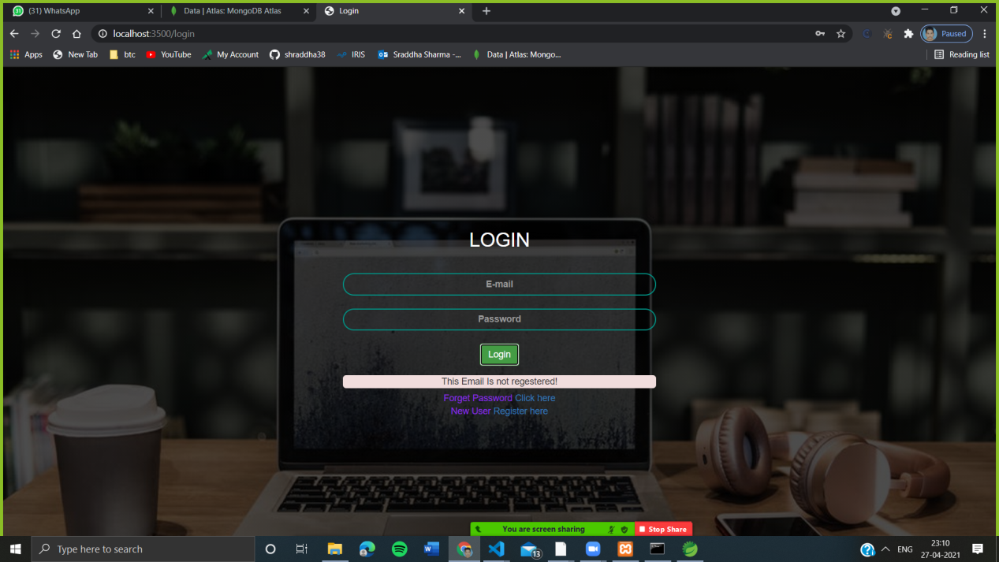 31
(31) WhatsApp
Data | Atlas: MongoDB Atlas
Login
localhost:3500/login
Paused
Apps
New Tab
btc
YouTube
My Account
shraddha38
IRIS
Sraddha Sharma -...
Data | Atlas: Mongo...
Reading list
LOGIN
E-mail
Password
Login
This Email Is not regestered!
Forget Password Click here
New User Register here
You are screen sharing
Stop Share
Type here to search
13
ENG
23:10
27-04-2021